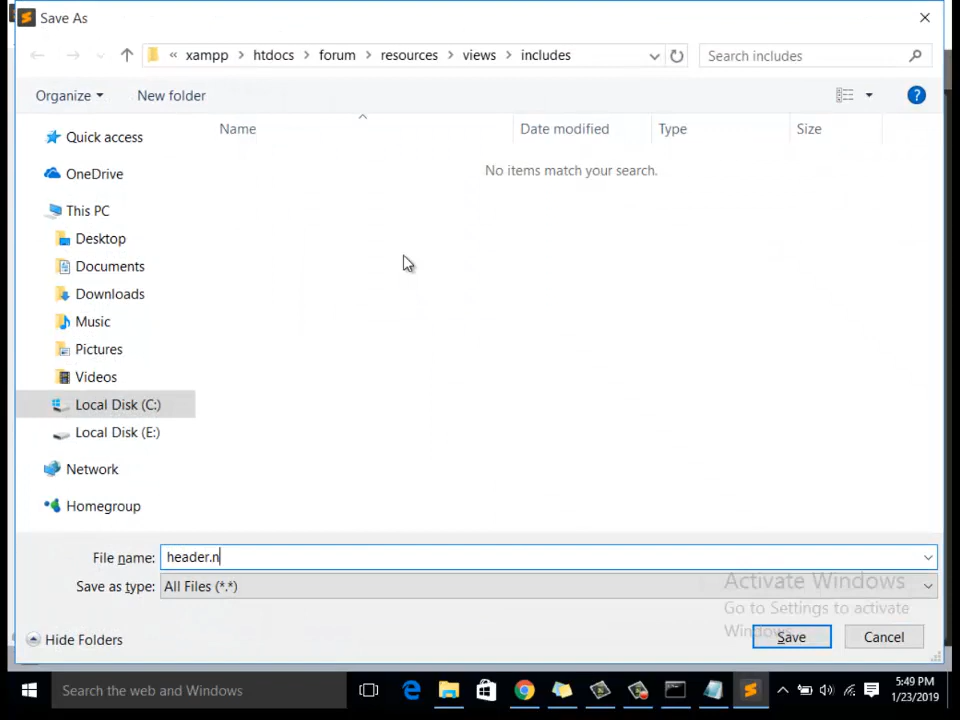 Save As
« xampp > htdocs > forum > resources > views > includes
Search includes
Organize
New folder
?
Name
Date modified
Type
Size
No items match your search.
Quick access
OneDrive
This PC
Desktop
Documents
Downloads
Music
Pictures
Videos
Local Disk (C:)
Local Disk (E:)
Network
Homegroup
File name: header.n
Save as type: All Files (*.*)
Activate Windows
Go to Settings to activate
Windows.
Hide Folders
Save
Cancel
Search the web and Windows
5:49 PM
1/23/2019